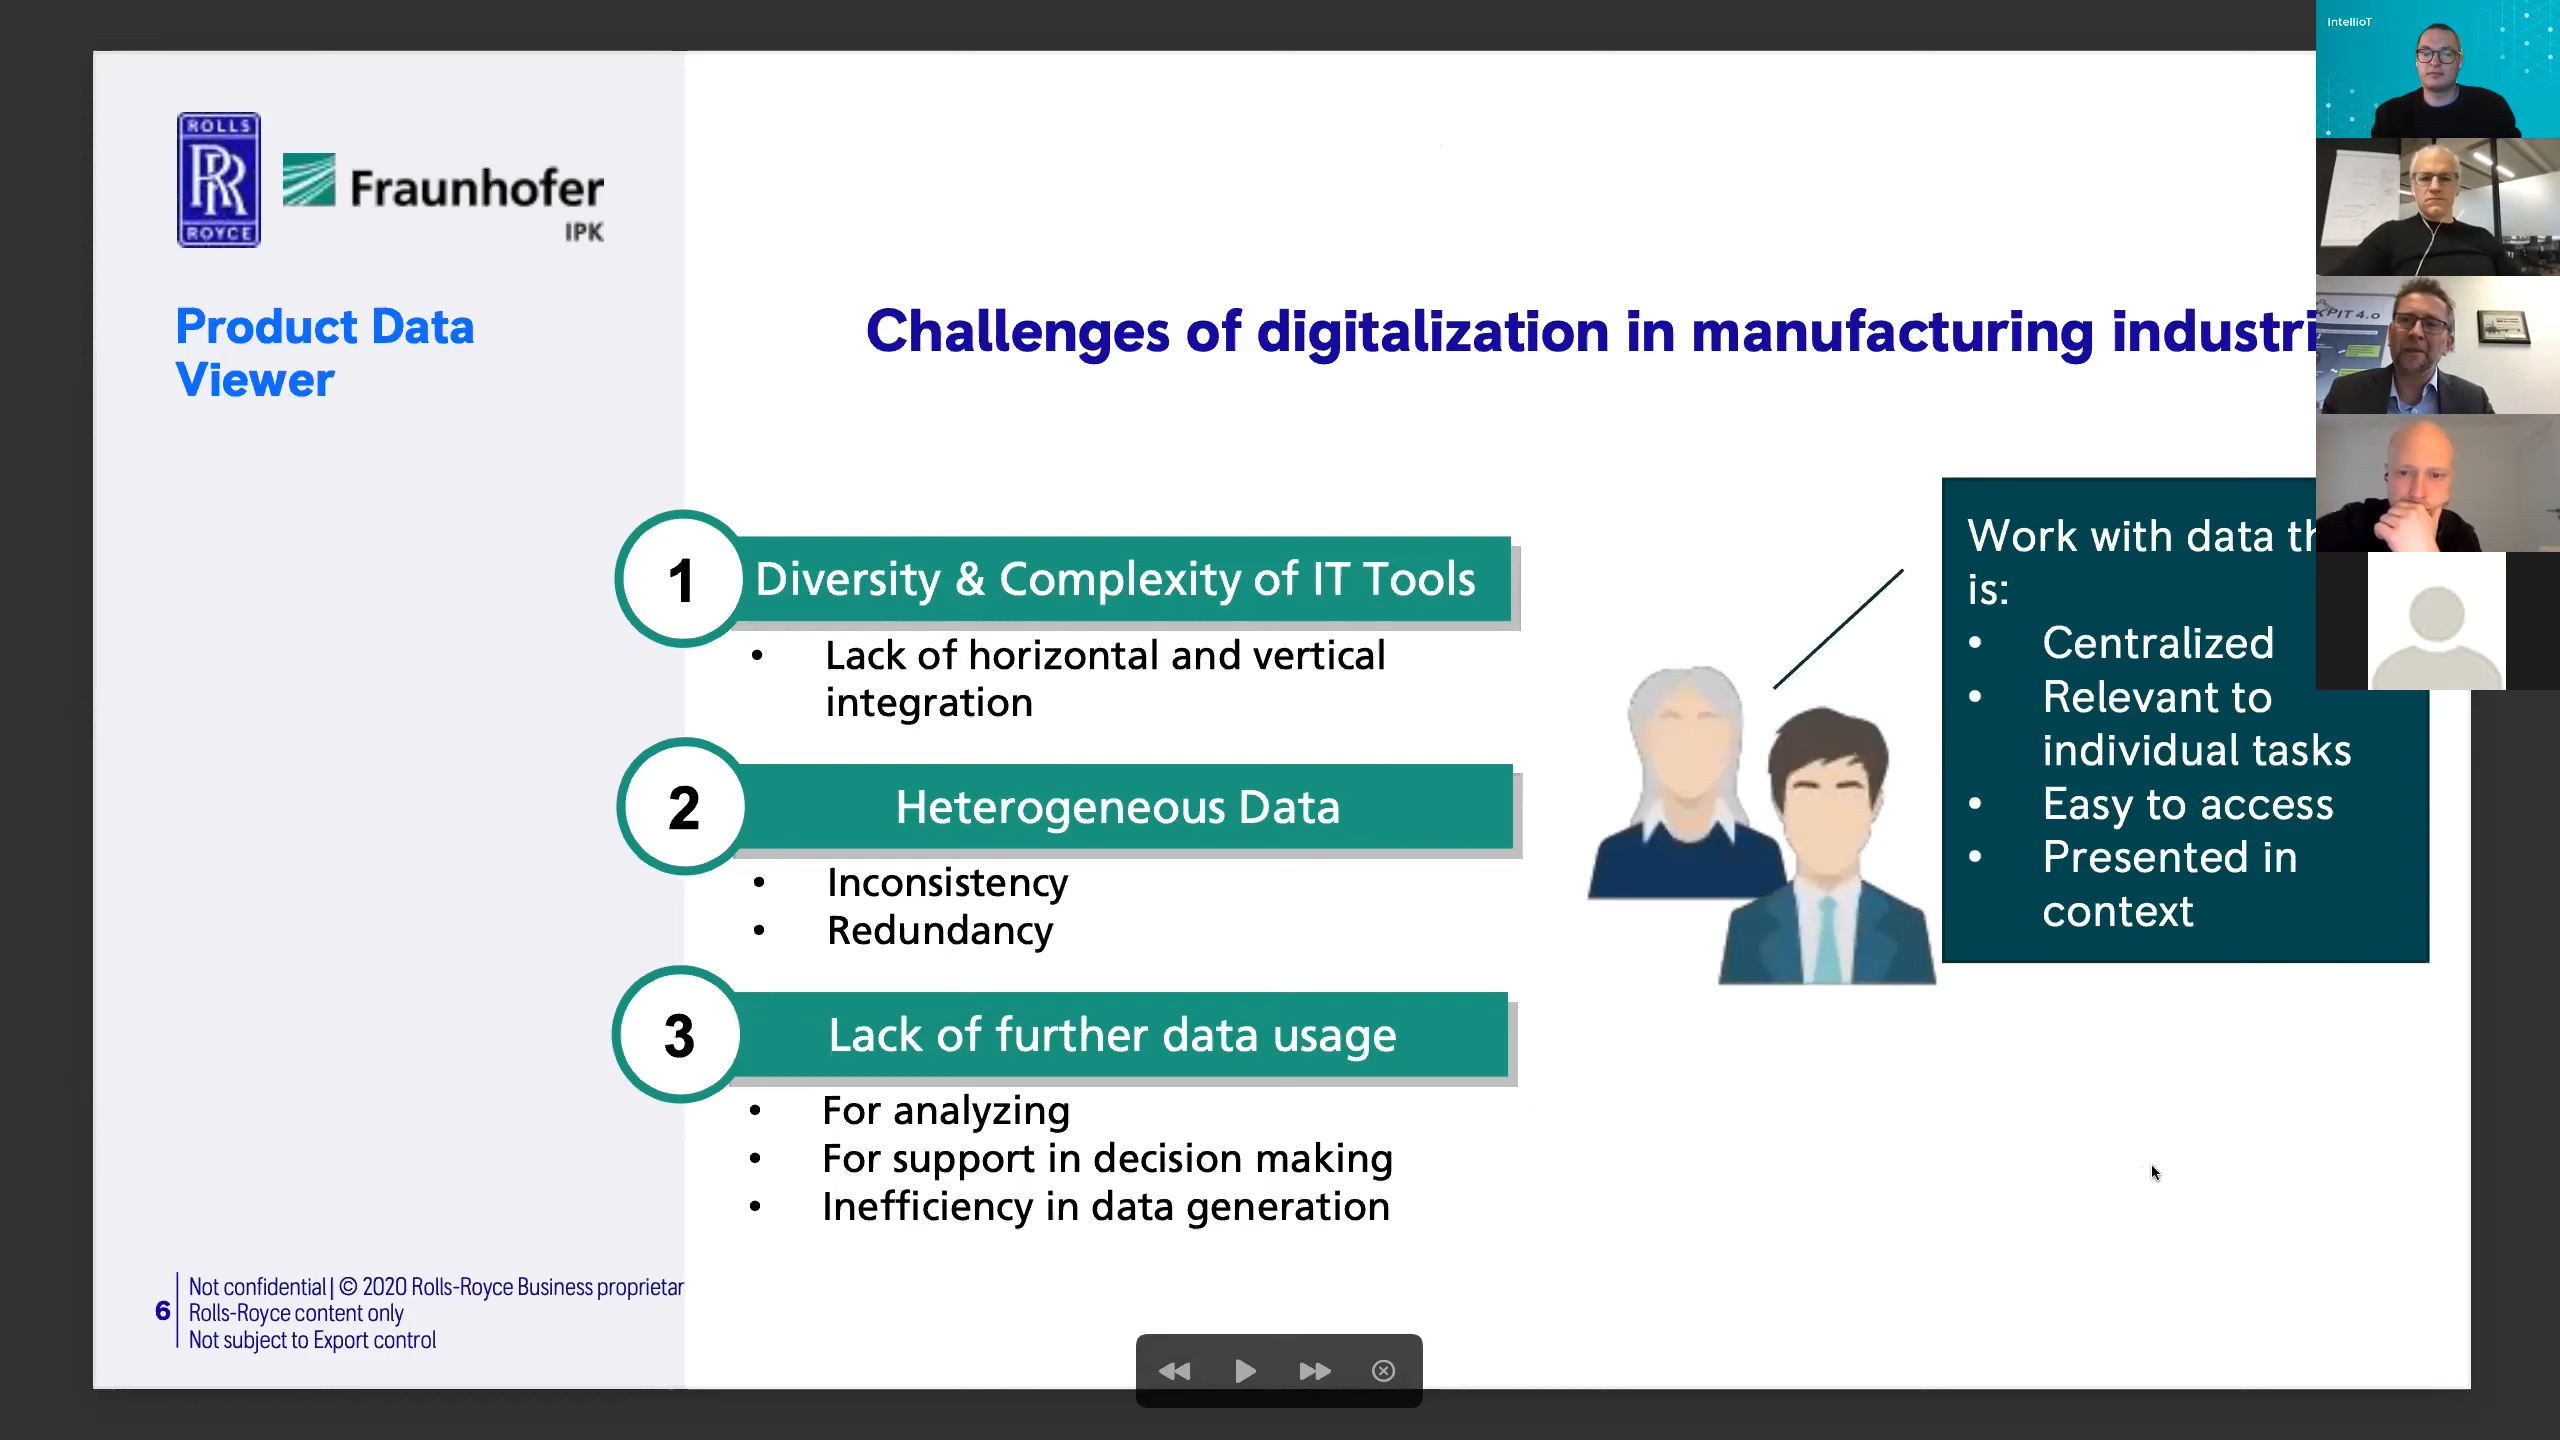 ROLLS
RR
ROYCE
Fraunhofer
IPK
Product Data
Viewer
Challenges of digitalization in manufacturing industri
1
Diversity & Complexity of IT Tools
• Lack of horizontal and vertical
integration
2
Heterogeneous Data
• Inconsistency
• Redundancy
3
Lack of further data usage
• For analyzing
• For support in decision making
• Inefficiency in data generation
Work with data th
is:
• Centralized
• Relevant to
individual tasks
• Easy to access
• Presented in
context
6
Not confidential | © 2020 Rolls-Royce Business proprietar
Rolls-Royce content only
Not subject to Export control
IntellIoT
KPIT 4.0